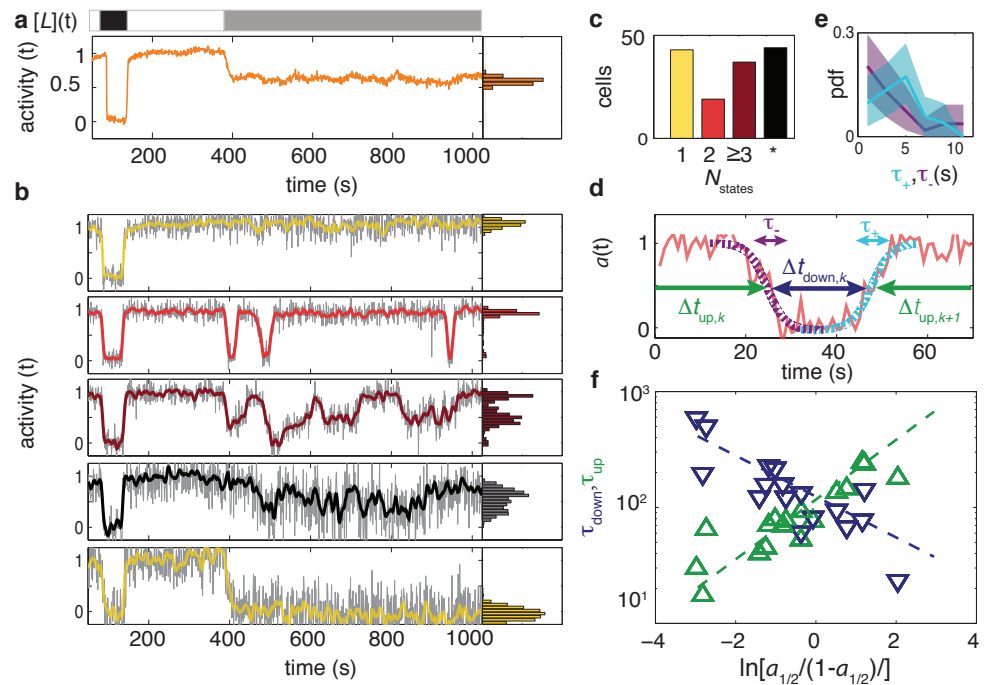 a [L](t)
activity (t)
1
0.5
0
200 400 600 800 1000
time (s)
b
activity (t)
1
0
1
0
1
0
1
0
1
0
200 400 600 800 1000
time (s)
c
cells
50
0
1 2 ≥3 *
N_states
e
pdf
0.3
0
0 5 10
τ_+,τ_-(s)
d
a(t)
1
0.5
0
τ_- τ_+
Δt_down,k
Δt_up,k Δt_up,k+1
0 20 40 60
time (s)
f
τ_down,τ_up
10^3
10^2
10^1
−4 −2 0 2 4
ln[a_1/2/(1-a_1/2)/]